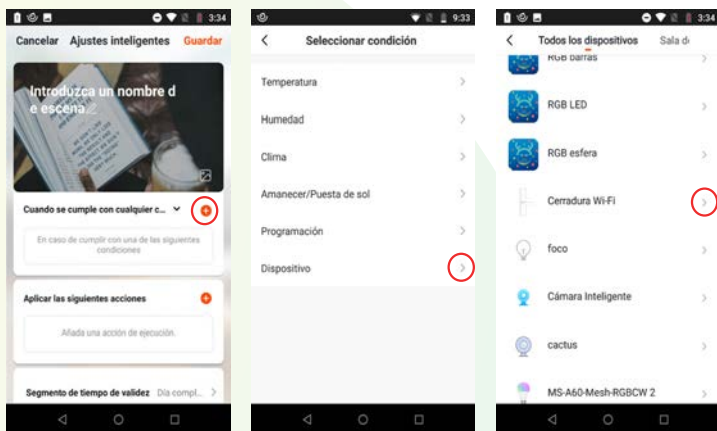 3:34
Cancelar Ajustes inteligentes Guardar
Introduzca un nombre d
e escena
Cuando se cumple con cualquier c...
En caso de cumplir con una de las siguientes
condiciones
Aplicar las siguientes acciones
Añada una acción de ejecución.
Segmento de tiempo de validez Día compl...
9:33
Seleccionar condición
Temperatura
Humedad
Clima
Amanecer/Puesta de sol
Programación
Dispositivo
3:34
Todos los dispositivos Sala d
RGB barras
RGB LED
RGB esfera
Cerradura Wi-Fi
foco
Cámara Inteligente
cactus
MS-A60-Mesh-RGBCW 2